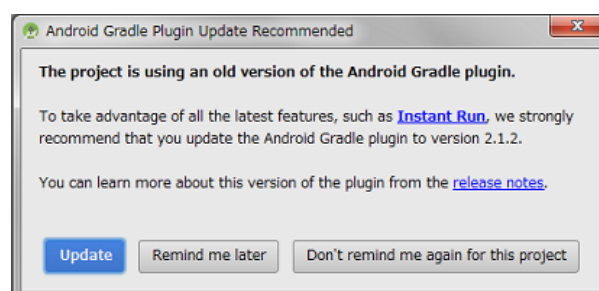 Android Gradle Plugin Update Recommended
The project is using an old version of the Android Gradle plugin.
To take advantage of all the latest features, such as Instant Run, we strongly
recommend that you update the Android Gradle plugin to version 2.1.2.
You can learn more about this version of the plugin from the release notes.
Update Remind me later Don't remind me again for this project